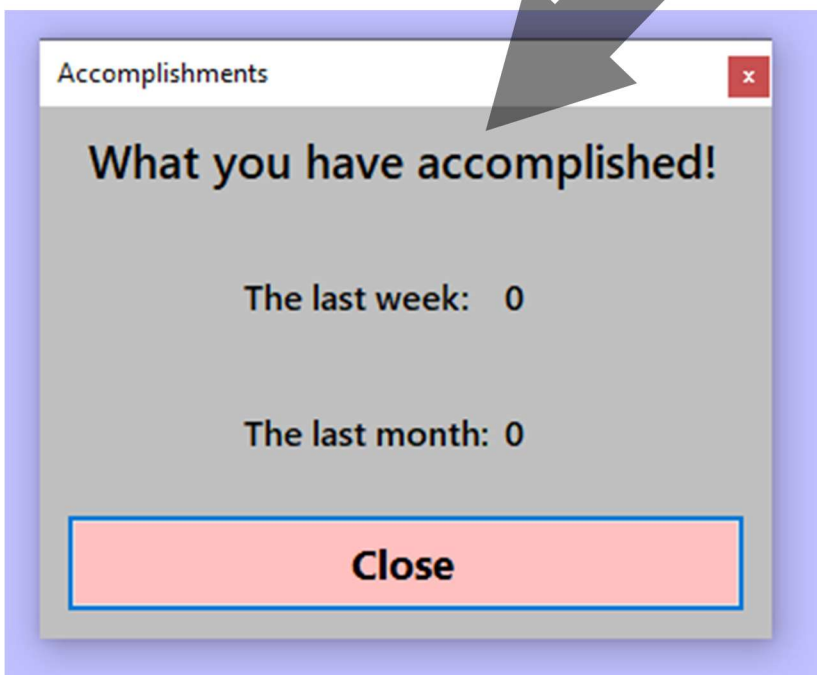 Accomplishments
x
What you have accomplished!
The last week: 0
The last month: 0
Close